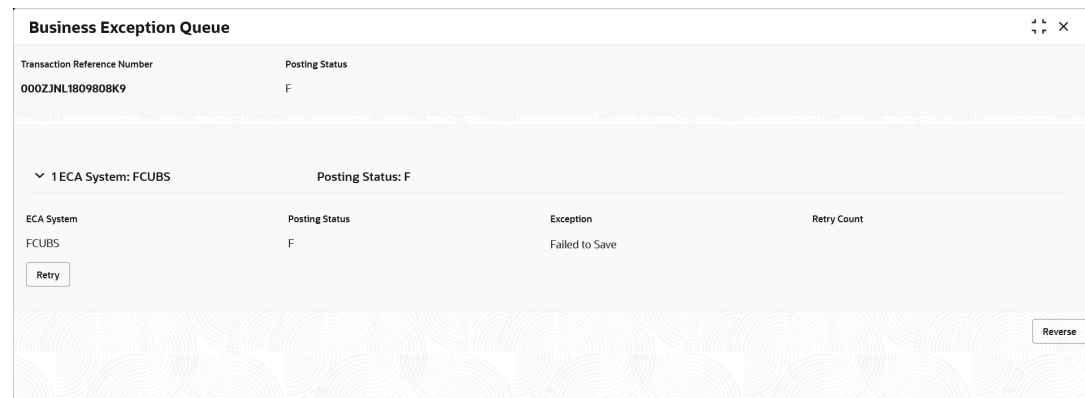 Business Exception Queue
Transaction Reference Number Posting Status
000ZJNL1809808K9 F
1 ECA System: FCUBS Posting Status: F
ECA System Posting Status Exception Retry Count
FCUBS F Failed to Save
Retry
Reverse